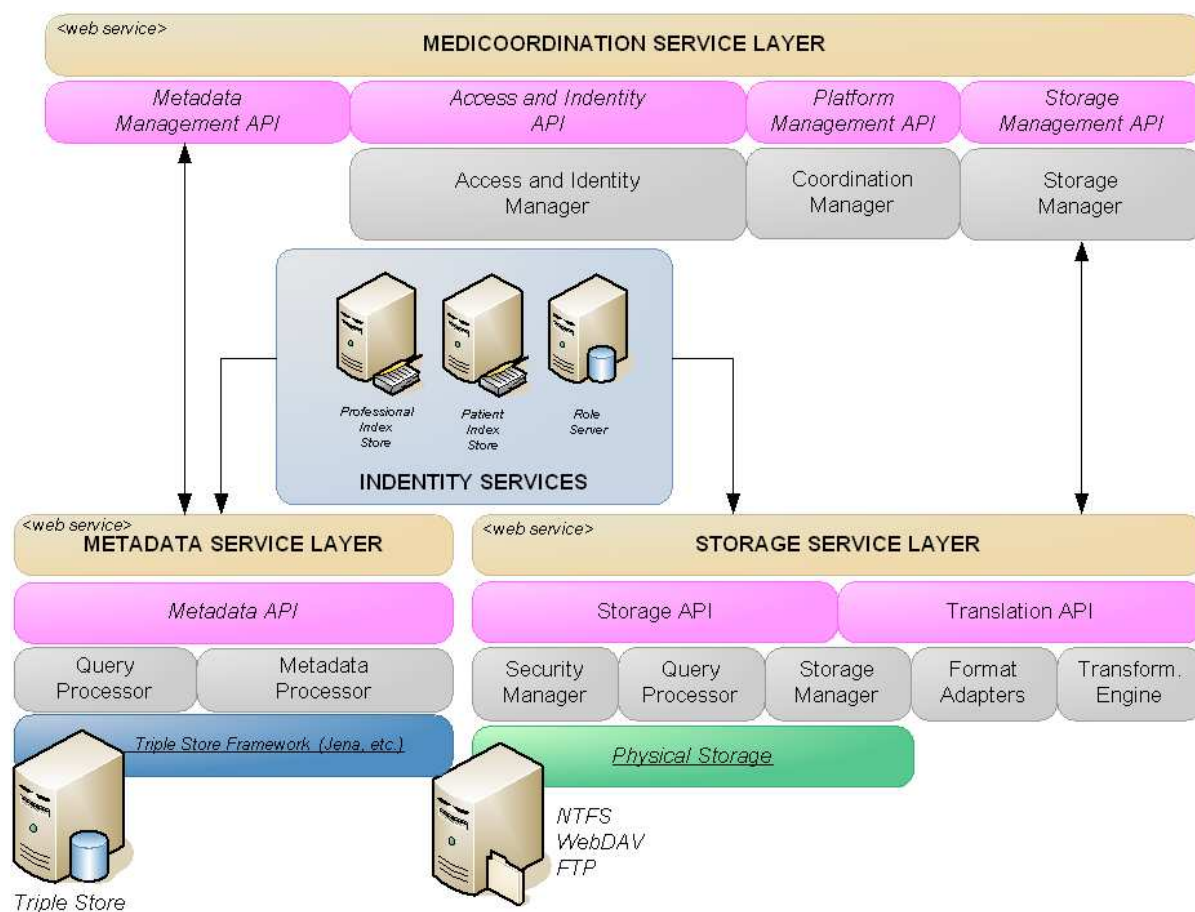 <web service>
MEDICOORDINATION SERVICE LAYER
Metadata
Management API
Access and Indentity
API
Platform
Management API
Storage
Management API
Access and Identity
Manager
Coordination
Manager
Storage
Manager
Professional
Index
Store
Patient
Index
Store
Role
Server
INDENTITY SERVICES
<web service>
METADATA SERVICE LAYER
Metadata API
Query
Processor
Metadata
Processor
Triple Store Framework (Jena, etc.)
Triple Store
<web service>
STORAGE SERVICE LAYER
Storage API
Translation API
Security
Manager
Query
Processor
Storage
Manager
Format
Adapters
Transform.
Engine
Physical Storage
NTFS
WebDAV
FTP